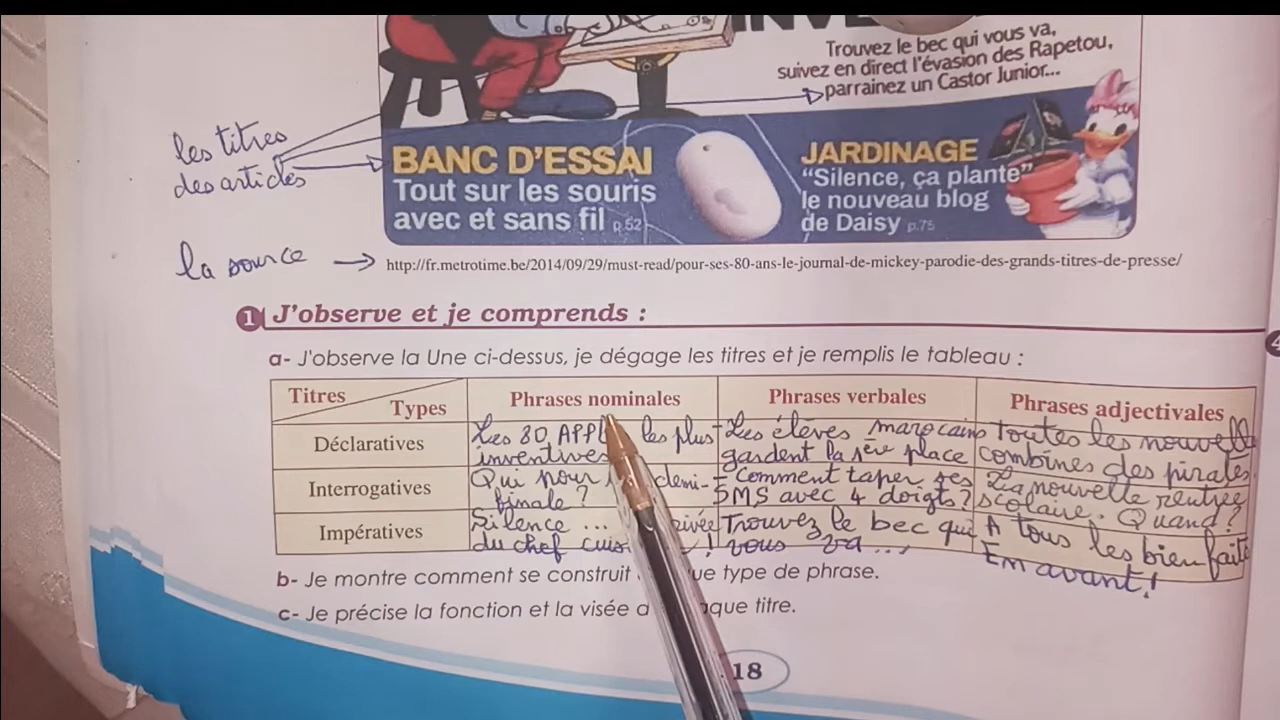 Trouvez le bec qui vous va,
suivez en direct l'évasion des Rapetou,
parrainez un Castor Junior...
les titres
des articles
BANC D'ESSAI
Tout sur les souris
avec et sans fil p.52
JARDINAGE
"Silence, ça plante"
le nouveau blog
de Daisy p.75
la source
http://fr.metrotime.be/2014/09/29/must-read/pour-ses-80-ans-le-journal-de-mickey-parodie-des-grands-titres-de-presse/
1 J'observe et je comprends :
a- J'observe la Une ci-dessus, je dégage les titres et je remplis le tableau :
Titres
Types
Phrases nominales
Phrases verbales
Phrases adjectivales
Déclaratives
Les 80 APPL les plus
inventives
Les élèves marocains
gardent la 1ère place
Toutes les nouvelle
combines des pirates
Interrogatives
Qui pour demi-
finale ?
- Comment taper ses
SMS avec 4 doigts ?
La nouvelle rentrée
scolaire. Quand ?
Impératives
Silence ...
du chef !
Trouvez le bec qui
vous va ...
A tous les bien faits
En avant !
b- Je montre comment se construit type de phrase.
c- Je précise la fonction et la visée titre.
18